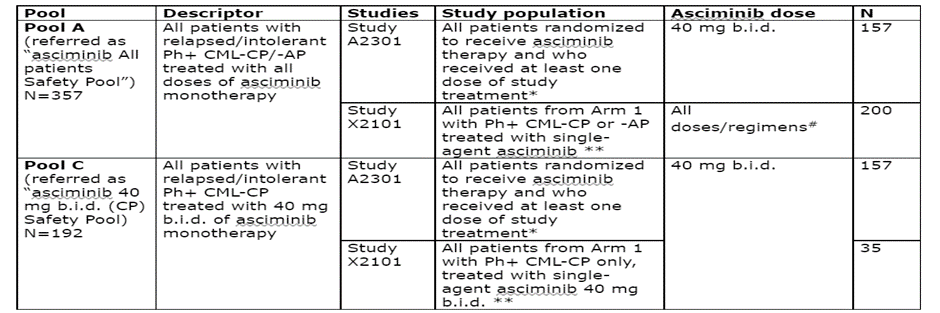 Pool Descriptor Studies Study population Asciminib dose N
Pool A
(referred as
"asciminib All
patients
Safety Pool")
N=357
All patients with
relapsed/intolerant
Ph+ CML-CP/-AP
treated with all
doses of asciminib
monotherapy
Study
A2301
All patients randomized
to receive asciminib
therapy and who
received at least one
dose of study
treatment*
40 mg b.i.d.
157
Study
X2101
All patients from Arm 1
with Ph+ CML-CP or -AP
treated with single-
agent asciminib **
All
doses/regimens#
200
Pool C
(referred as
"asciminib 40
mg b.i.d. (CP)
Safety Pool)
N=192
All patients with
relapsed/intolerant
Ph+ CML-CP
treated with 40 mg
b.i.d. of asciminib
monotherapy
Study
A2301
All patients randomized
to receive asciminib
therapy and who
received at least one
dose of study
treatment*
40 mg b.i.d.
157
Study
X2101
All patients from Arm 1
with Ph+ CML-CP only,
treated with single-
agent asciminib 40 mg
b.i.d. **
35